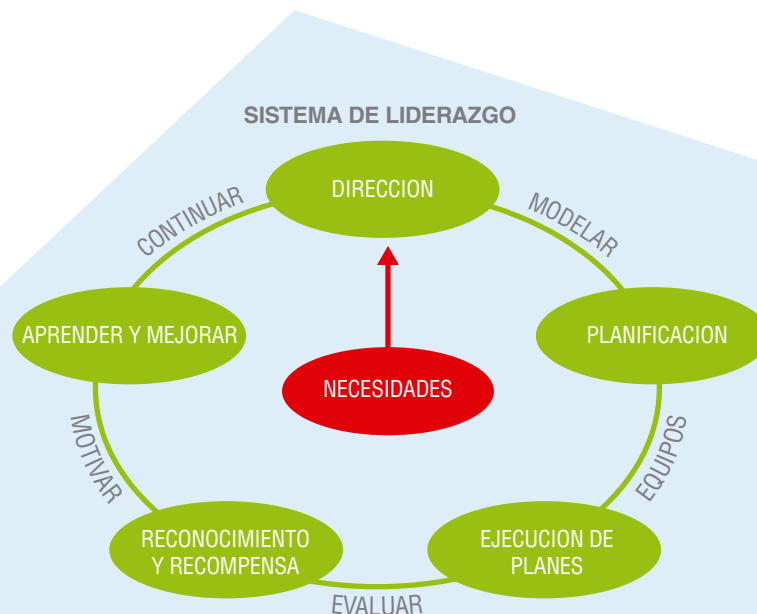 SISTEMA DE LIDERAZGO
DIRECCION
CONTINUAR
MODELAR
APRENDER Y MEJORAR
PLANIFICACION
NECESIDADES
MOTIVAR
EQUIPOS
RECONOCIMIENTO
Y RECOMPENSA
EJECUCION DE
PLANES
EVALUAR